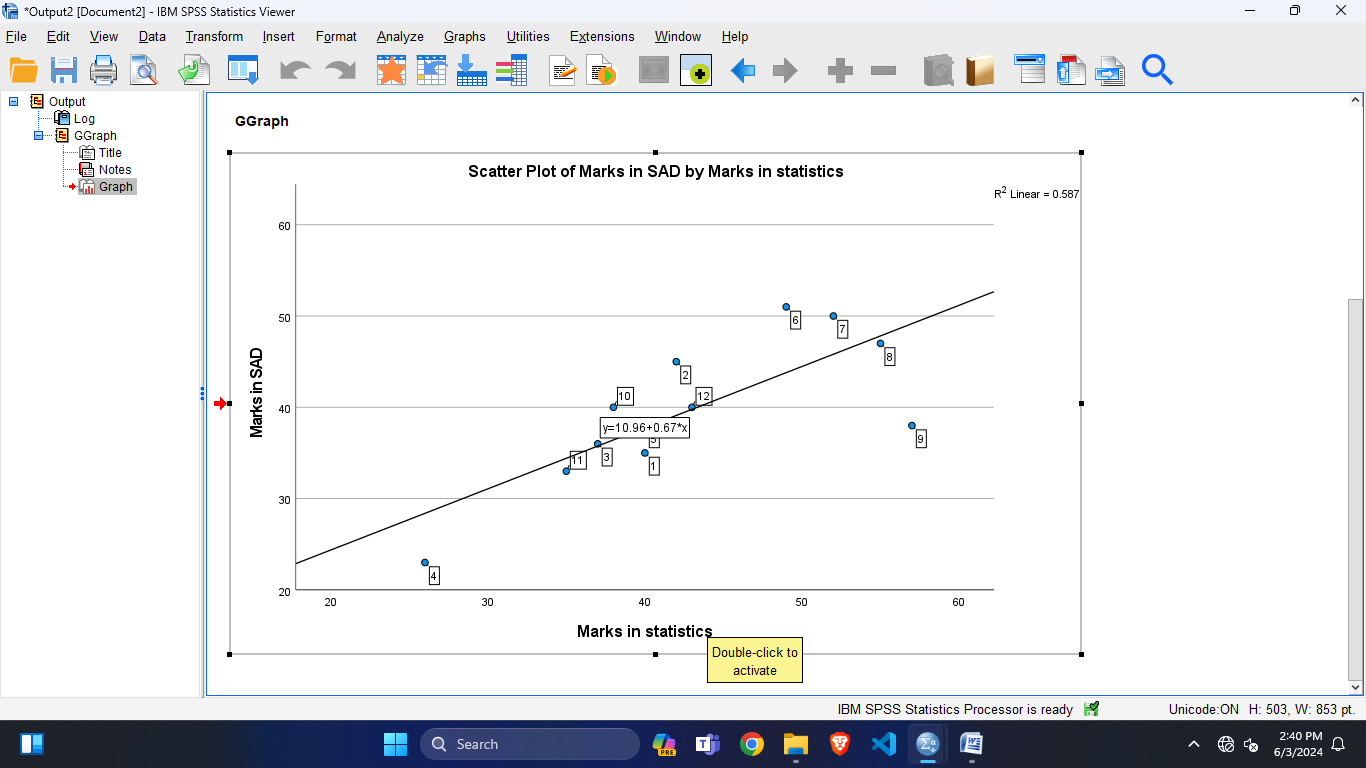 *Output2 [Document2] - IBM SPSS Statistics Viewer
File Edit View Data Transform Insert Format Analyze Graphs Utilities Extensions Window Help
Output
Log
GGraph
Title
Notes
Graph
GGraph
Scatter Plot of Marks in SAD by Marks in statistics
R2 Linear = 0.587
60
50
40
30
20
Marks in SAD
6
7
8
2
10
12
y=10.96+0.67*x
9
5
11
3
1
4
20 30 40 50 60
Marks in statistics
Double-click to
activate
IBM SPSS Statistics Processor is ready Unicode:ON H: 503, W: 853 pt.
Search
PRE
2:40 PM
6/3/2024